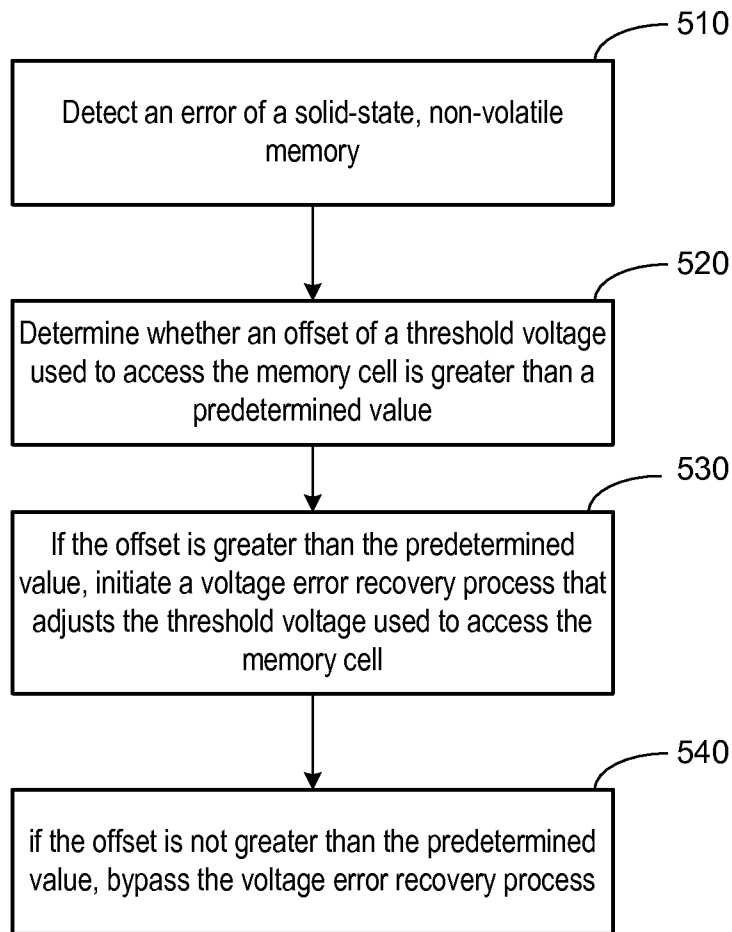 510
Detect an error of a solid-state, non-volatile
memory
520
Determine whether an offset of a threshold voltage
used to access the memory cell is greater than a
predetermined value
530
If the offset is greater than the predetermined
value, initiate a voltage error recovery process that
adjusts the threshold voltage used to access the
memory cell
540
if the offset is not greater than the predetermined
value, bypass the voltage error recovery process